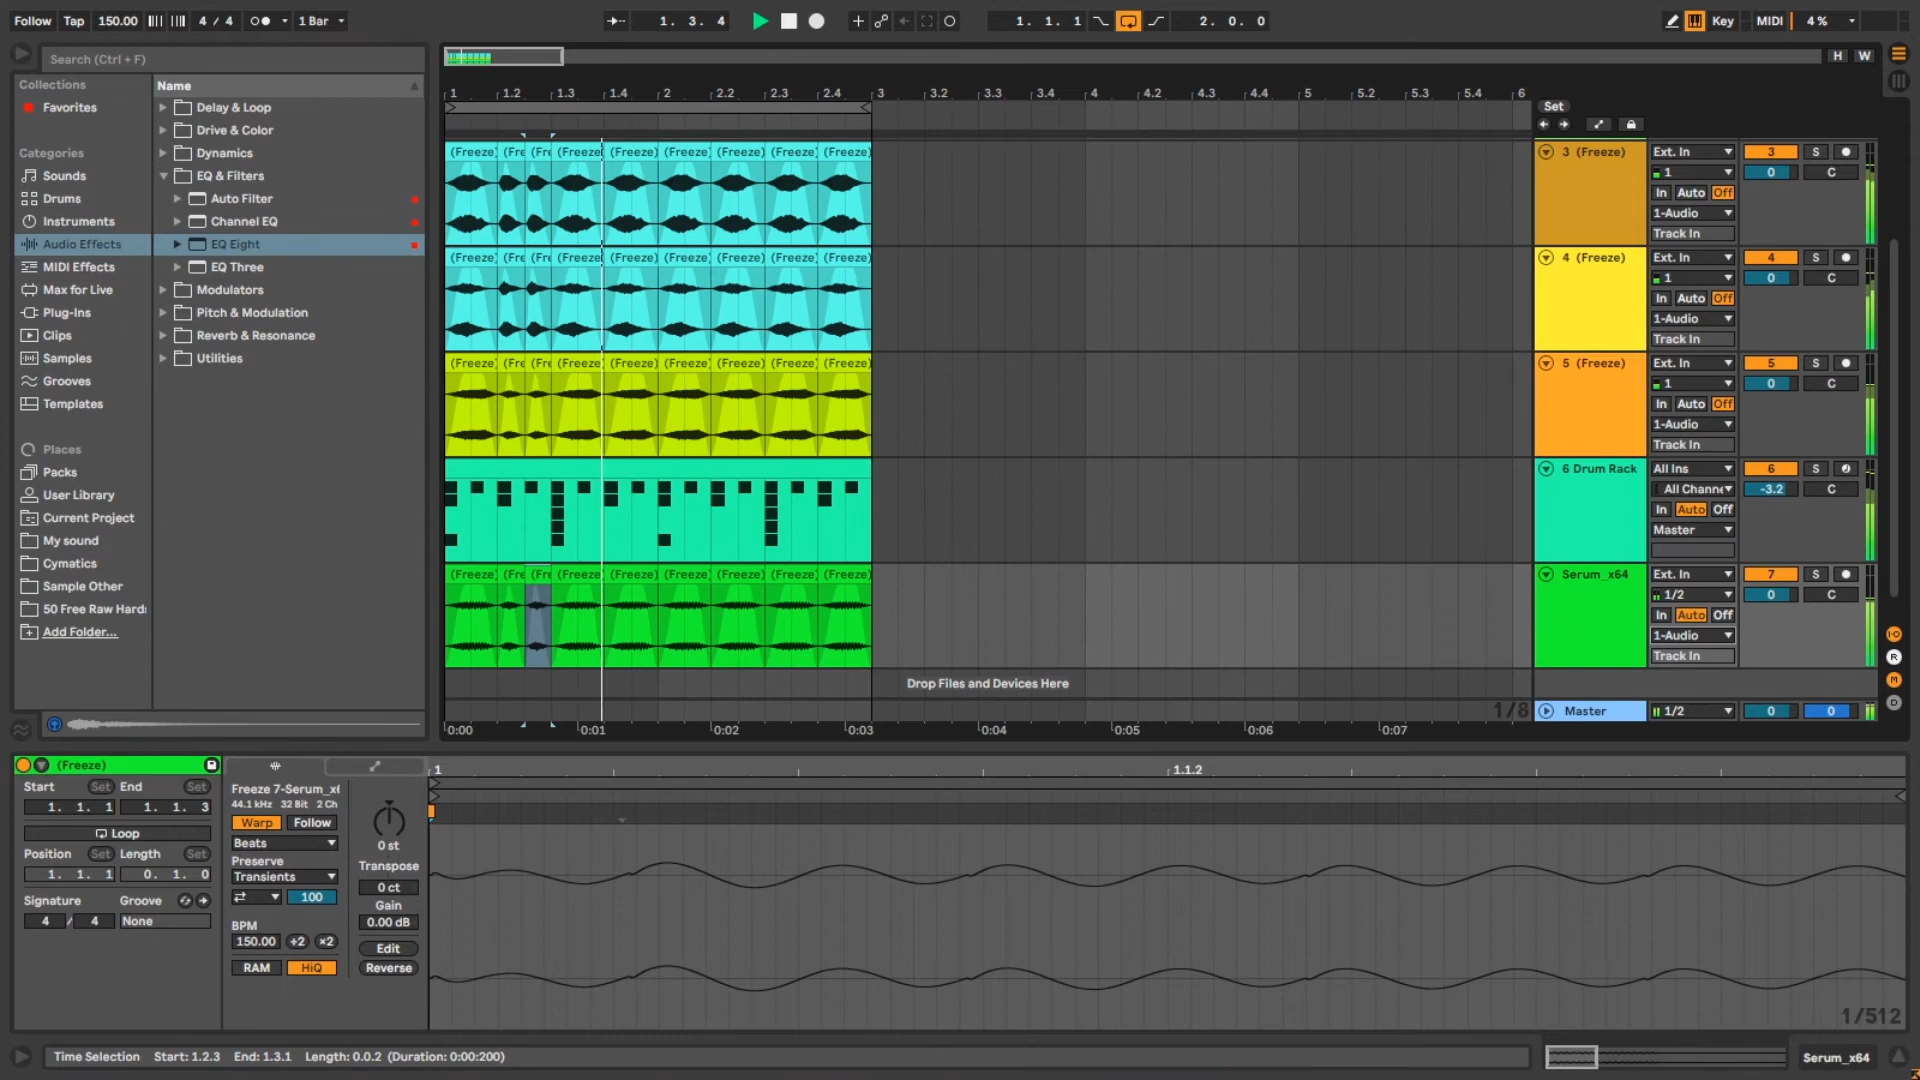 Follow Tap 150.00 4 / 4 1 Bar 1. 3. 4 1. 1. 1 2. 0. 0 Key MIDI 4 %
Search (Ctrl + F)
H W
Collections
Favorites
Categories
Sounds
Drums
Instruments
Audio Effects
MIDI Effects
Max for Live
Plug-Ins
Clips
Samples
Grooves
Templates
Places
Packs
User Library
Current Project
My sound
Cymatics
Sample Other
50 Free Raw Hard
Add Folder...
Name
Delay & Loop
Drive & Color
Dynamics
EQ & Filters
Auto Filter
Channel EQ
EQ Eight
EQ Three
Modulators
Pitch & Modulation
Reverb & Resonance
Utilities
1 1.2 1.3 1.4 2 2.2 2.3 2.4 3 3.2 3.3 3.4 4 4.2 4.3 4.4 5 5.2 5.3 5.4 6
Set
(Freeze) (Fre (Fre (Freeze (Freeze) (Freeze) (Freeze) (Freeze)
3 (Freeze) Ext. In 3 S
1 0 C
In Auto Off
1-Audio
Track In
(Freeze) (Fre (Fre (Freeze (Freeze) (Freeze) (Freeze) (Freeze)
4 (Freeze) Ext. In 4 S
1 0 C
In Auto Off
1-Audio
Track In
(Freeze) (Fre (Fre (Freeze) (Freeze) (Freeze) (Freeze) (Freeze)
5 (Freeze) Ext. In 5 S
1 0 C
In Auto Off
1-Audio
Track In
6 Drum Rack All Ins 6 S
All Channe -3.2 C
In Auto Off
Master
(Freeze) (Fre (Fre (Freeze) (Freeze) (Freeze) (Freeze) (Freeze)
Serum_x64 Ext. In 7 S
1/2 0 C
In Auto Off
1-Audio
Track In
Drop Files and Devices Here
1/8
Master 1/2 0 0
0:00 0:01 0:02 0:03 0:04 0:05 0:06 0:07
I·O
R
M
D
(Freeze)
Start Set End Set
1. 1. 1 1. 1. 3
Loop
Position Set Length Set
1. 1. 1 0. 1. 0
Signature Groove
4 / 4 None
Freeze 7-Serum_x6
44.1 kHz 32 Bit 2 Ch
Warp Follow
Beats
Preserve
Transients
100
BPM
150.00 ÷2 ×2
RAM HiQ
0 st
Transpose
0 ct
Gain
0.00 dB
Edit
Reverse
1 1.1.2
1/512
Time Selection Start: 1.2.3 End: 1.3.1 Length: 0.0.2 (Duration: 0:00:200)
Serum_x64